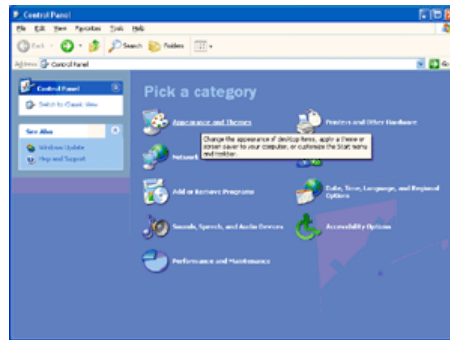 Control Panel
File Edit View Favorites Tools Help
Back Search Folders
Address Control Panel Go
Control Panel
Switch to Classic View
See Also
Windows Update
Help and Support
Pick a category
Appearance and Themes
Printers and Other Hardware
Change the appearance of desktop items, apply a theme or
screen saver to your computer, or customize the Start menu
and taskbar.
Network
Add or Remove Programs
Date, Time, Language, and Regional
Options
Sounds, Speech, and Audio Devices
Accessibility Options
Performance and Maintenance